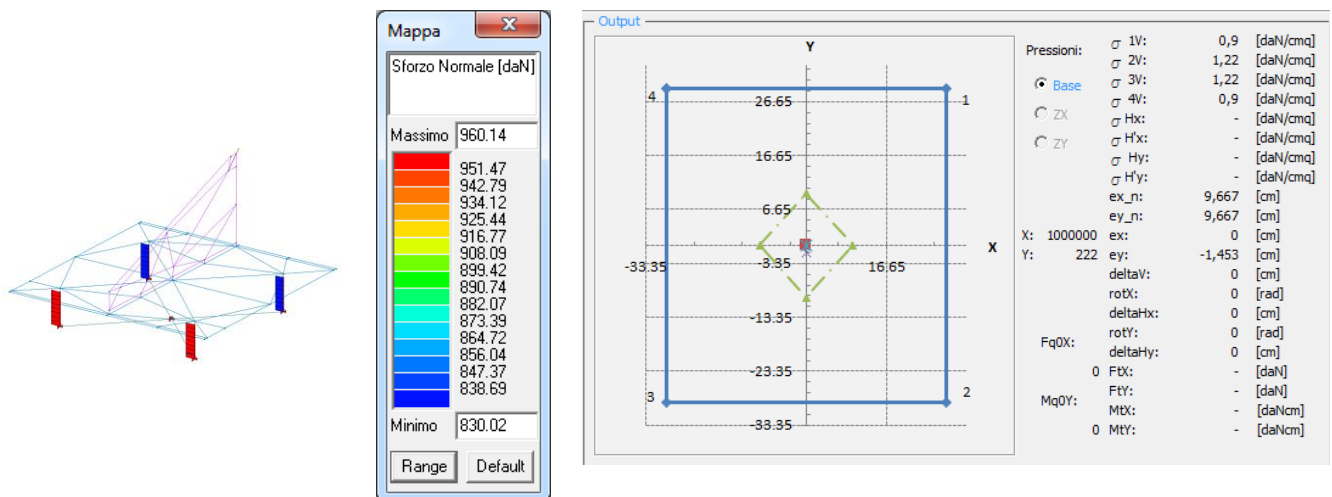 Mappa
X
Sforzo Normale [daN]
Massimo 960.14
951.47
942.79
934.12
925.44
916.77
908.09
899.42
890.74
882.07
873.39
864.72
856.04
847.37
838.69
Minimo 830.02
Range Default
Output
Y
4
-33.35
26.65
1
16.65
6.65
X
-33.35
-3.35
16.65
-13.35
-23.35
3
2
-33.35
Pressioni:
Base
ZX
ZY
X: 1000000
Y: 222
Fq0X:
0
Mq0Y:
0
σ 1V: 0,9 [daN/cmq]
σ 2V: 1,22 [daN/cmq]
σ 3V: 1,22 [daN/cmq]
σ 4V: 0,9 [daN/cmq]
σ Hx: - [daN/cmq]
σ H'x: - [daN/cmq]
σ Hy: - [daN/cmq]
σ H'y: - [daN/cmq]
ex_n: 9,667 [cm]
ey_n: 9,667 [cm]
ex: 0 [cm]
ey: -1,453 [cm]
deltaV: 0 [cm]
rotX: 0 [rad]
deltaHx: 0 [cm]
rotY: 0 [rad]
deltaHy: 0 [cm]
FtX: - [daN]
FtY: - [daN]
MtX: - [daNcm]
MtY: - [daNcm]